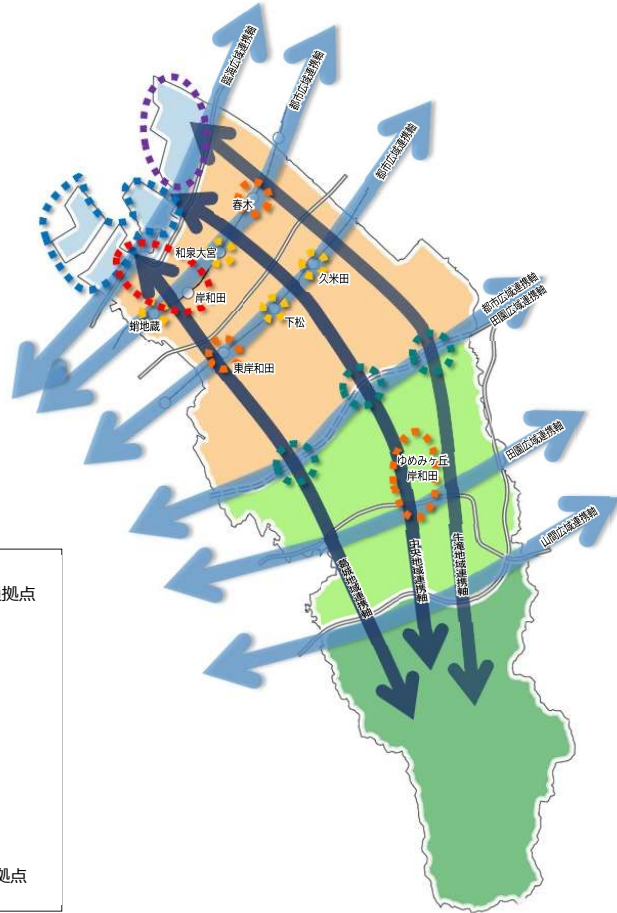 臨海広域連携軸
都市広域連携軸
都市広域連携軸
春木
和泉大宮
久米田
岸和田
蛸地蔵
下松
東岸和田
都市広域連携軸
田園広域連携軸
ゆめみヶ丘
岸和田
田園広域連携軸
山間広域連携軸
葛城地域連携軸
中央地域連携軸
牛滝地域連携軸
拠点
拠点